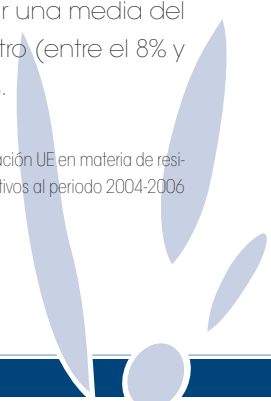 r una media del
tro (entre el 8% y
.
ación UE en materia de resi-
tivos al periodo 2004-2006